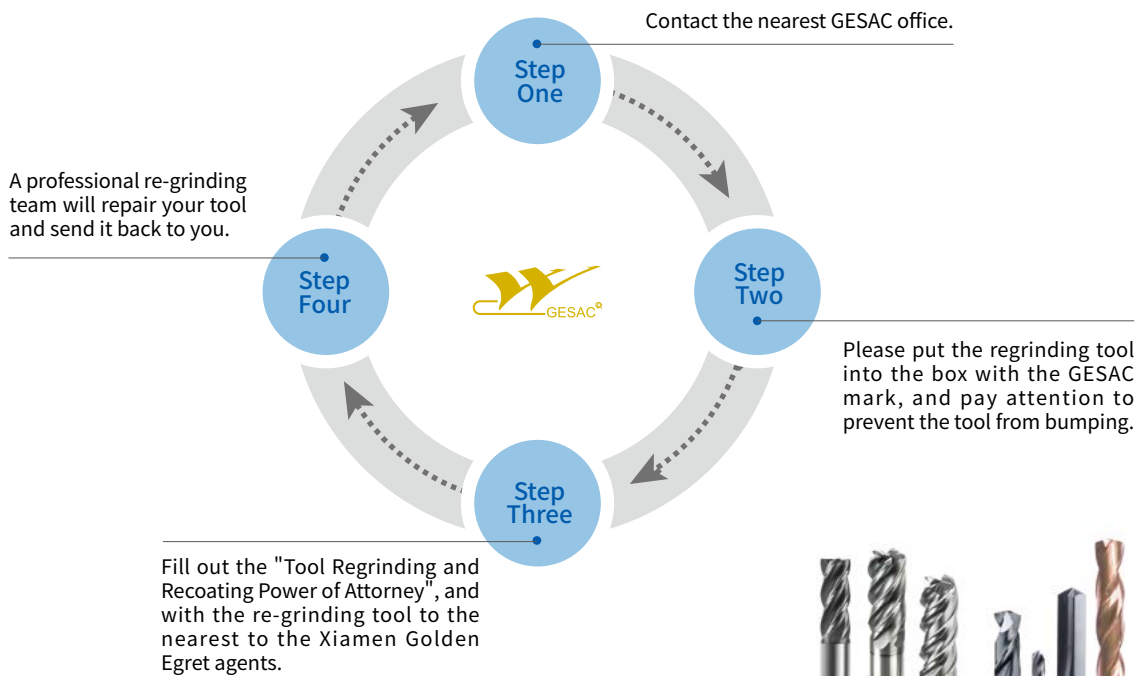 Contact the nearest GESAC office.
Step
One
A professional re-grinding
team will repair your tool
and send it back to you.
Step
Four
GESAC®
Step
Two
Please put the regrinding tool
into the box with the GESAC
mark, and pay attention to
prevent the tool from bumping.
Step
Three
Fill out the "Tool Regrinding and
Recoating Power of Attorney", and
with the re-grinding tool to the
nearest to the Xiamen Golden
Egret agents.